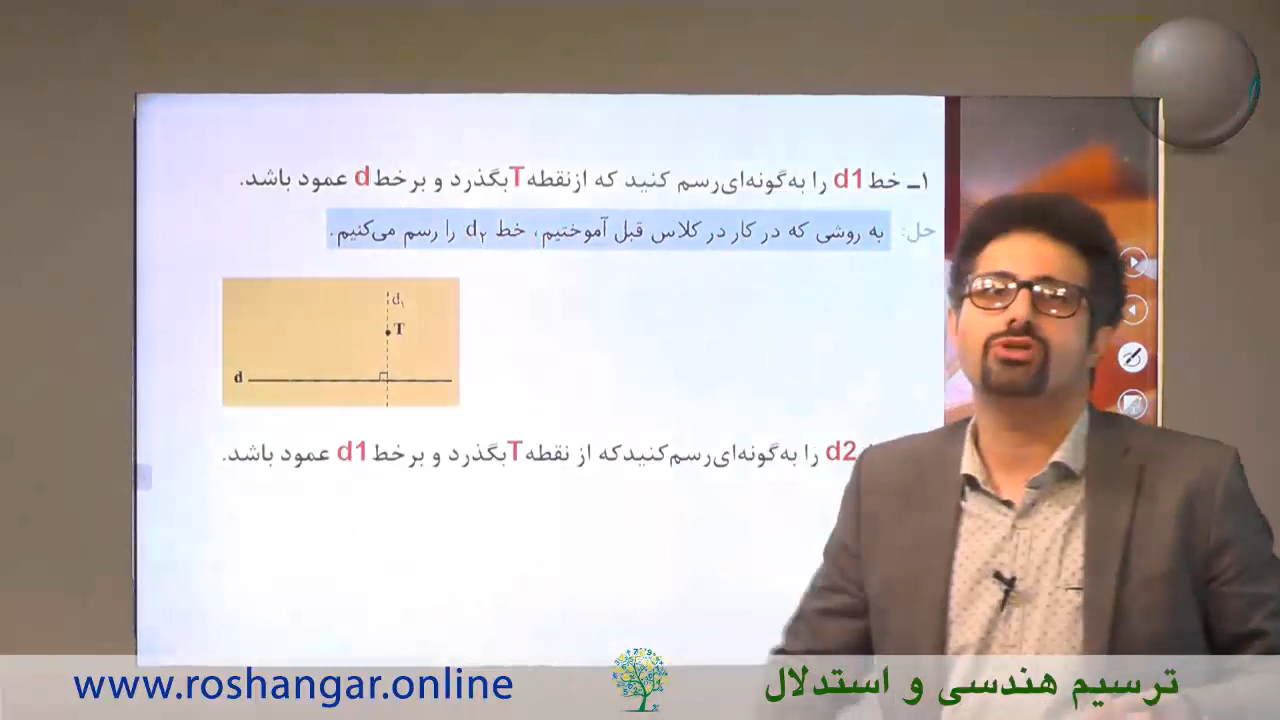 ۱ـ خط d1 را به‌گونه‌ای رسم کنید که از نقطه T بگذرد و بر خط d عمود باشد.
حل: به روشی که در کار در کلاس قبل آموختیم، خط d۲ را رسم می‌کنیم.
d۱
T
d
d2 را به‌گونه‌ای رسم کنید که از نقطه T بگذرد و بر خط d1 عمود باشد.
www.roshangar.online
ترسیم هندسی و استدلال